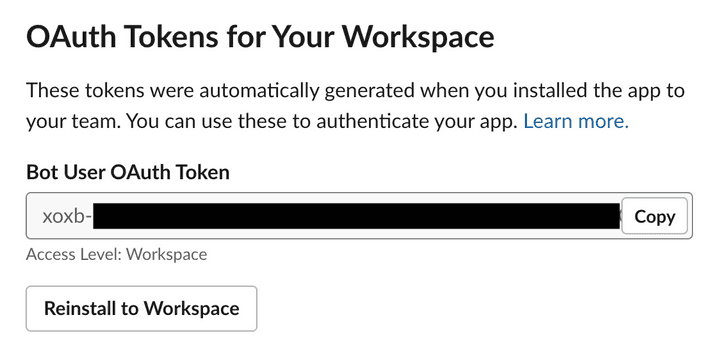 OAuth Tokens for Your Workspace
These tokens were automatically generated when you installed the app to
your team. You can use these to authenticate your app. Learn more.
Bot User OAuth Token
xoxb-
Copy
Access Level: Workspace
Reinstall to Workspace